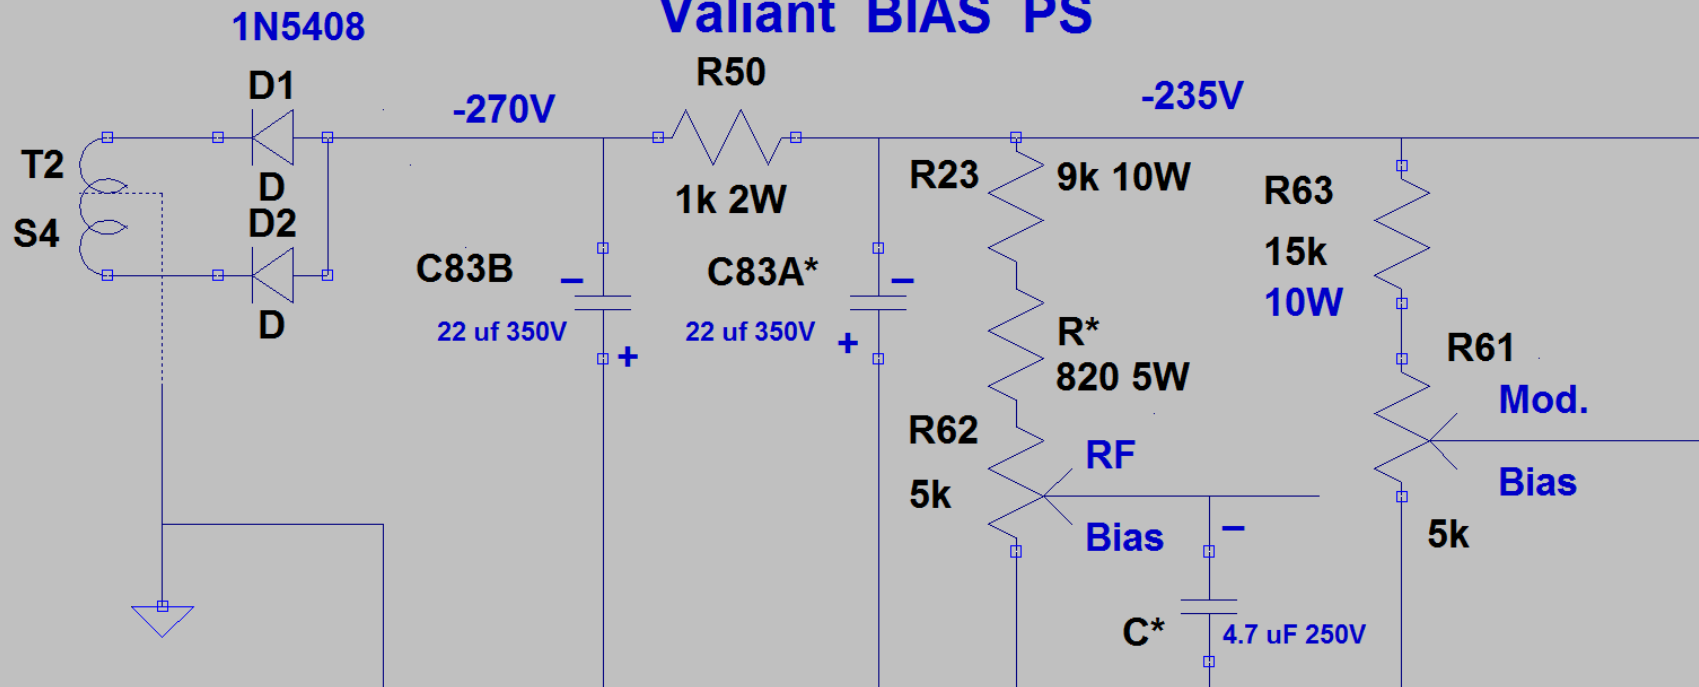 Valiant BIAS PS
1N5408
D1
R50
-270V
-235V
T2
D
1k 2W
R23
9k 10W
R63
S4
D2
C83B
–
C83A*
–
15k
10W
D
22 uf 350V
+
22 uf 350V
+
R*
820 5W
R61
Mod.
R62
RF
5k
Bias
Bias
–
5k
C*
4.7 uF 250V